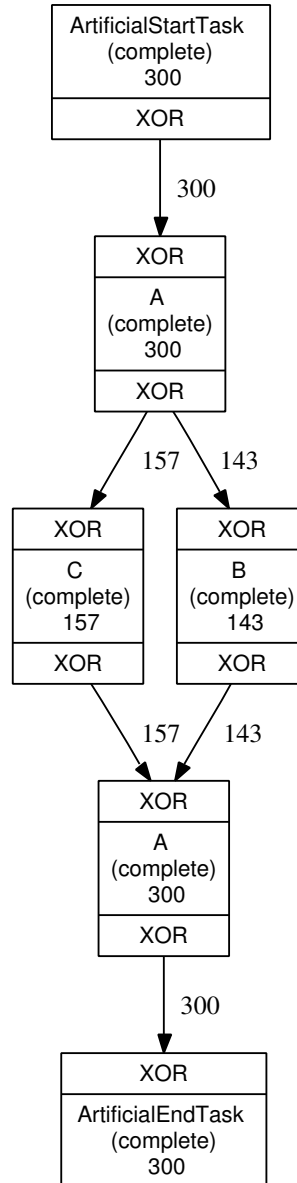 ArtificialStartTask
(complete)
300
XOR
300
XOR
A
(complete)
300
XOR
157 143
XOR XOR
C B
(complete) (complete)
157 143
XOR XOR
157 143
XOR
A
(complete)
300
XOR
300
XOR
ArtificialEndTask
(complete)
300